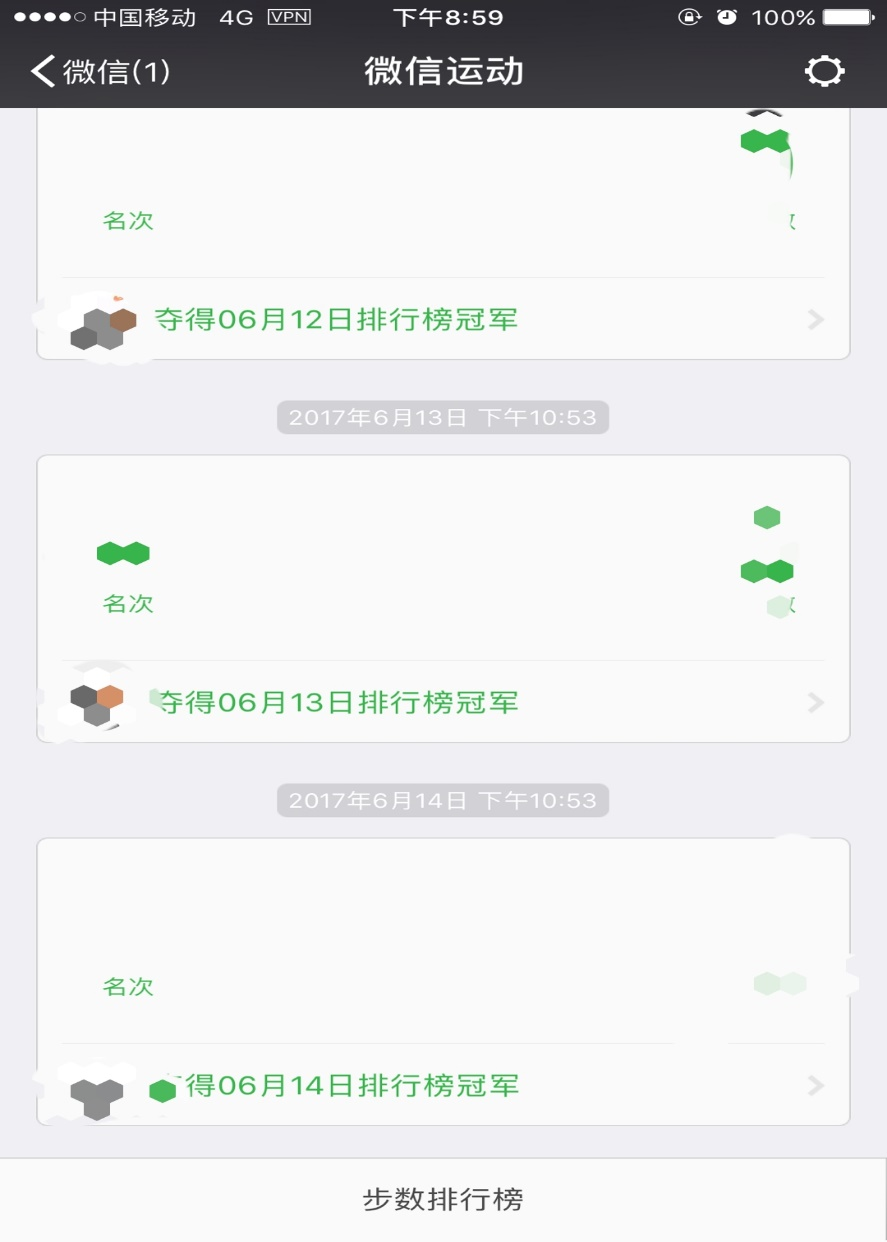 中国移动 4G VPN 下午8:59 100%
微信(1) 微信运动
名次
夺得06月12日排行榜冠军
2017年6月13日 下午10:53
名次
夺得06月13日排行榜冠军
2017年6月14日 下午10:53
名次
得06月14日排行榜冠军
步数排行榜